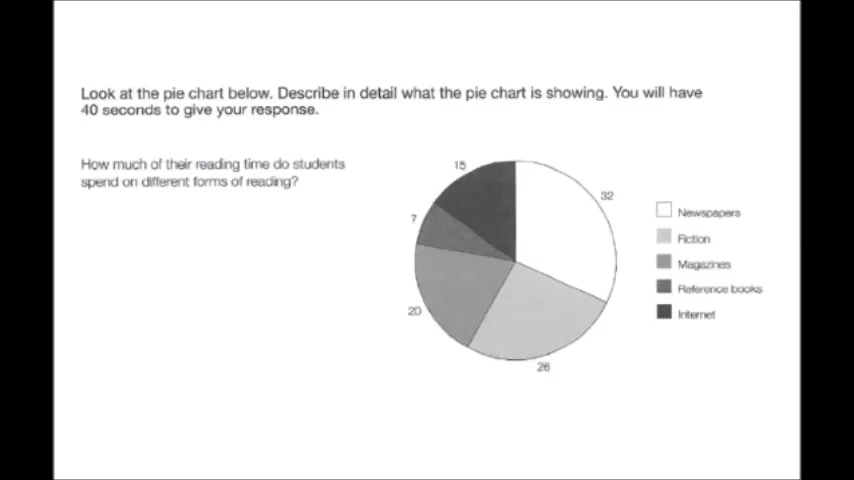 Look at the pie chart below. Describe in detail what the pie chart is showing. You will have
40 seconds to give your response.
How much of their reading time do students
spend on different forms of reading?
15
32
7
20
26
Newspapers
Fiction
Magazines
Reference books
Internet